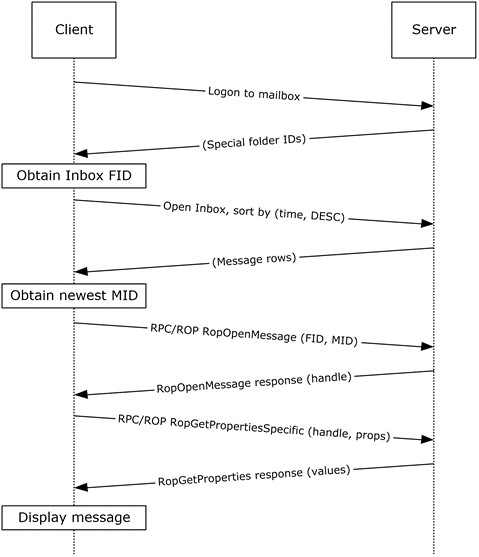 Client
Server
Logon to mailbox
(Special folder IDs)
Obtain Inbox FID
Open Inbox, sort by (time, DESC)
(Message rows)
Obtain newest MID
RPC/ROP RopOpenMessage (FID, MID)
RopOpenMessage response (handle)
RPC/ROP RopGetPropertiesSpecific (handle, props)
RopGetProperties response (values)
Display message